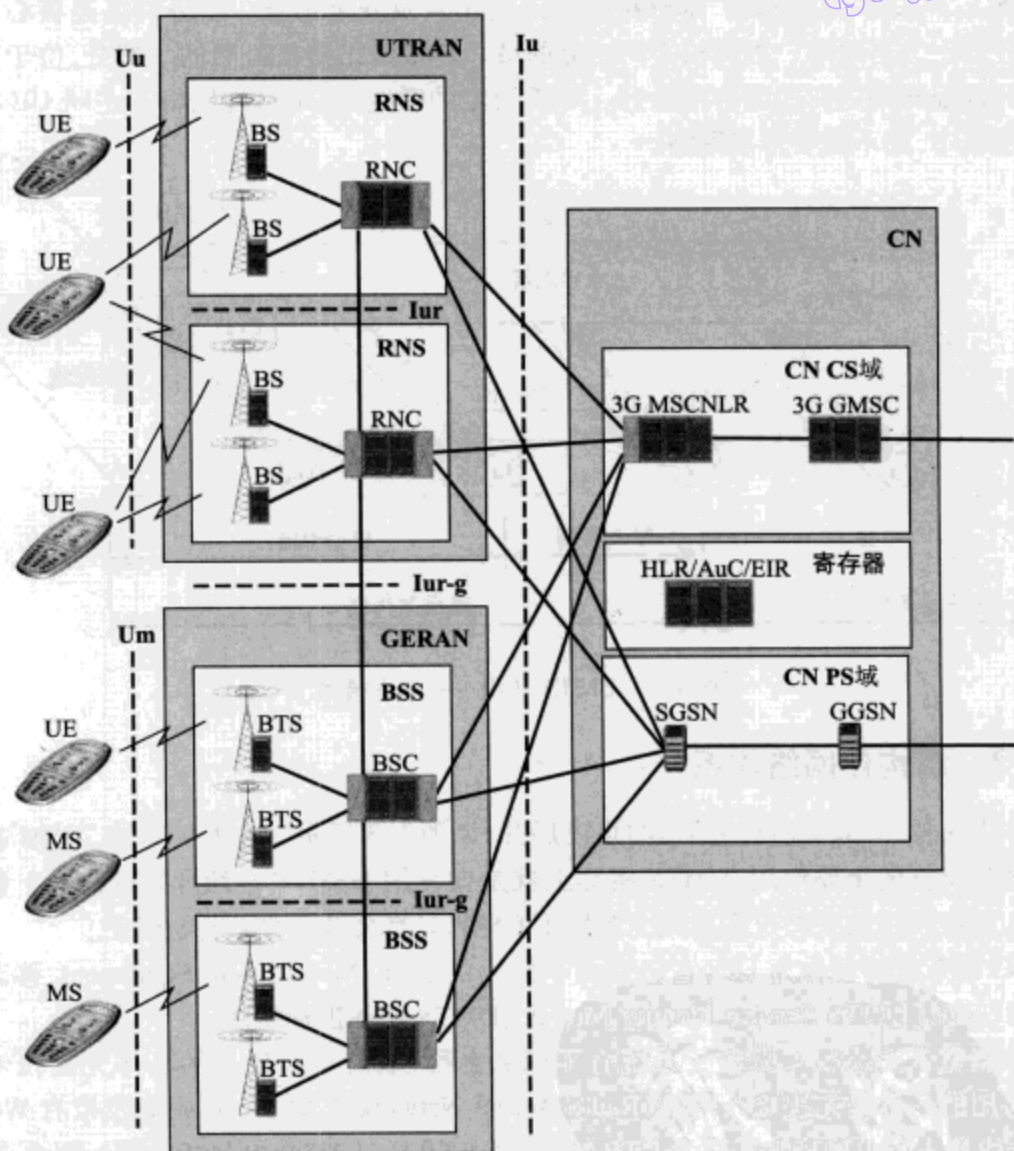 UTRAN
Iu
Uu
RNS
UE
BS
RNC
BS
CN
UE
Iur
RNS
CN CS域
BS
3G MSCNLR
3G GMSC
RNC
BS
UE
HLR/AuC/EIR
寄存器
Iur-g
Um
GERAN
BSS
CN PS域
UE
BTS
SGSN
GGSN
BSC
BTS
MS
Iur-g
BSS
BTS
MS
BSC
BTS